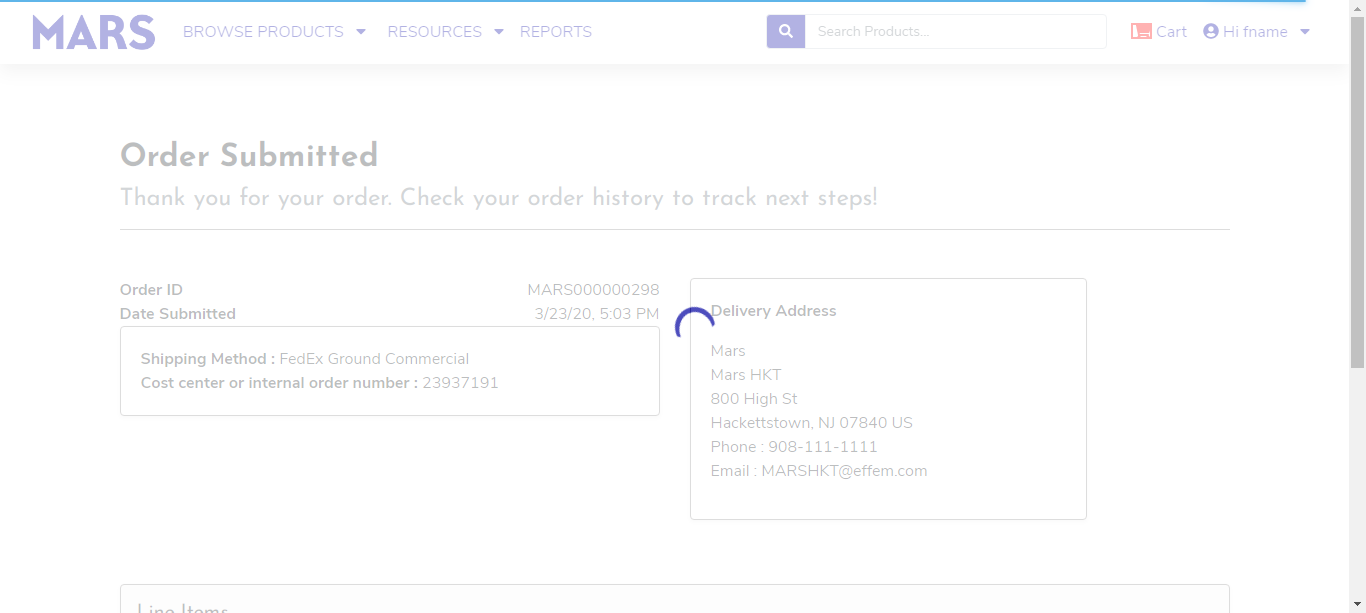 MARS BROWSE PRODUCTS RESOURCES REPORTS Search Products... Cart Hi fname
Order Submitted
Thank you for your order. Check your order history to track next steps!
Order ID MARS000000298
Date Submitted 3/23/20, 5:03 PM
Shipping Method : FedEx Ground Commercial
Cost center or internal order number : 23937191
Delivery Address
Mars
Mars HKT
800 High St
Hackettstown, NJ 07840 US
Phone : 908-111-1111
Email : MARSHKT@effem.com
Line Items